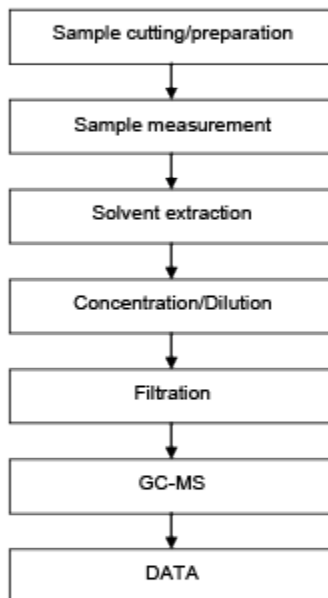 Sample cutting/preparation
Sample measurement
Solvent extraction
Concentration/Dilution
Filtration
GC-MS
DATA